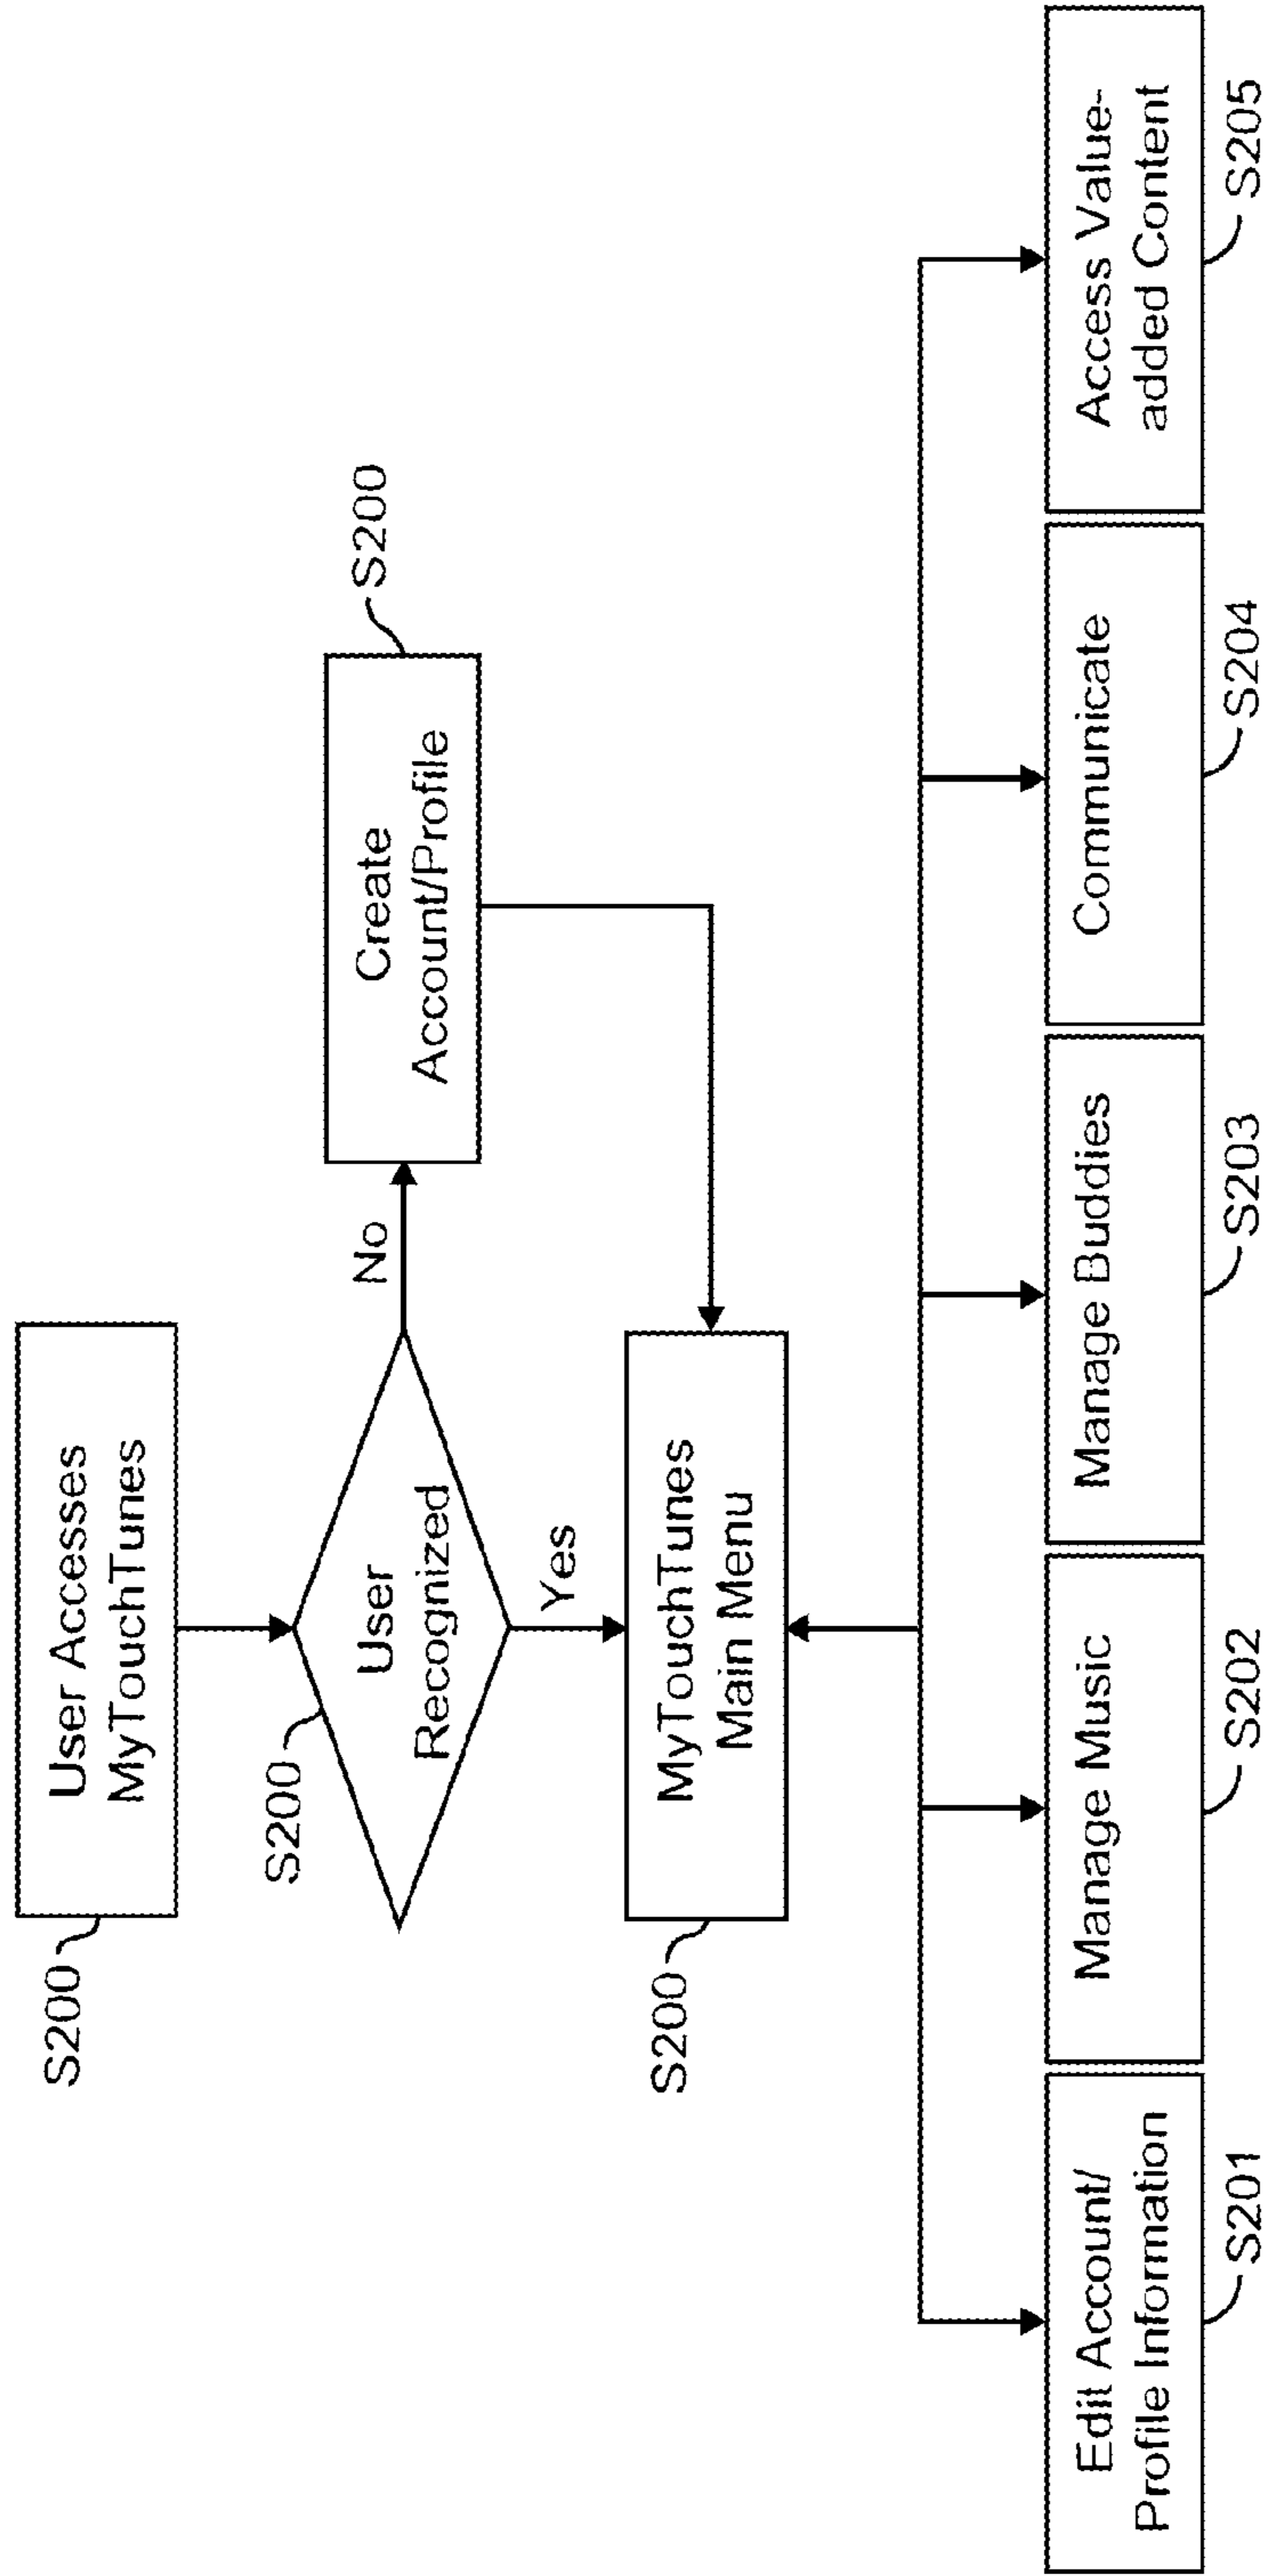 User Accesses
MyTouchTunes
S200
S200
User
Recognized
No
Create
Account/Profile
S200
Yes
MyTouchTunes
Main Menu
S200
Edit Account/
Profile Information
S201
Manage Music
S202
Manage Buddies
S203
Communicate
S204
Access Value-
added Content
S205